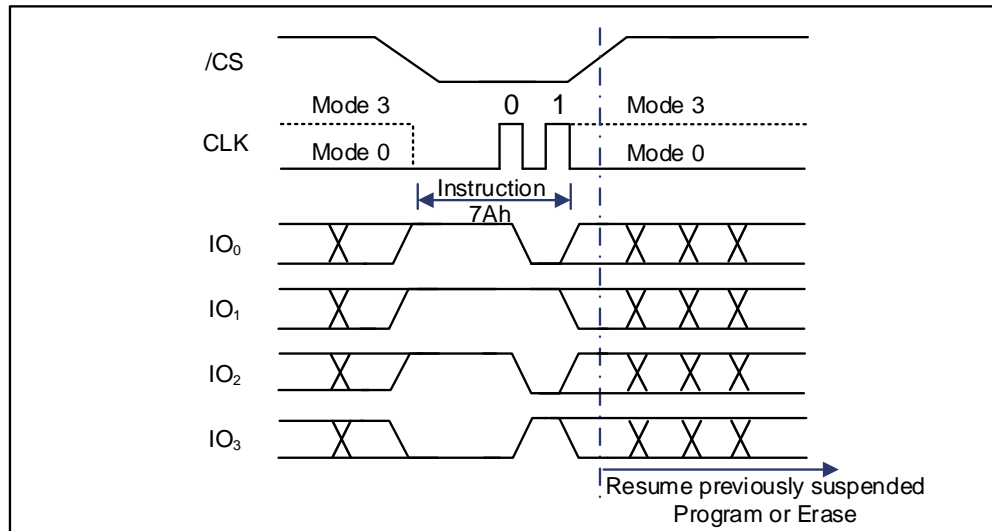 /CS
Mode 3
0
1
Mode 3
CLK
Mode 0
Mode 0
Instruction
7Ah
IO₀
IO₁
IO₂
IO₃
Resume previously suspended
Program or Erase